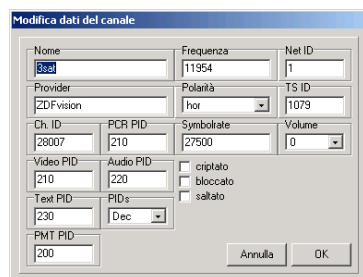 Modifica dati del canale
Nome Frequenza Net ID
3sat 11954 1
Provider Polarità TS ID
ZDFvision hor 1079
Ch. ID PCR PID Symbolrate Volume
28007 210 27500 0
Video PID Audio PID
210 220
criptato
bloccato
saltato
Text PID PIDs
230 Dec
PMT PID
200
Annulla OK